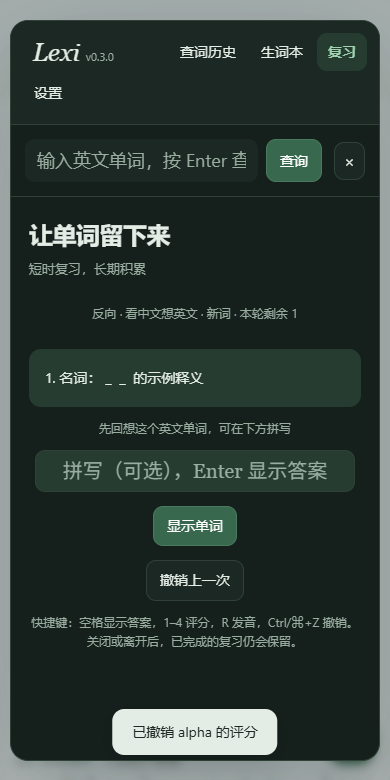 Lexi v0.3.0 查词历史 生词本 复习
设置
输入英文单词，按 Enter 查 查询 ×
让单词留下来
短时复习，长期积累
反向 · 看中文想英文 · 新词 · 本轮剩余 1
1. 名词： _ _ 的示例释义
先回想这个英文单词，可在下方拼写
拼写（可选），Enter 显示答案
显示单词
撤销上一次
快捷键：空格显示答案，1–4 评分，R 发音，Ctrl/⌘+Z 撤销。
关闭或离开后，已完成的复习仍会保留。
已撤销 alpha 的评分